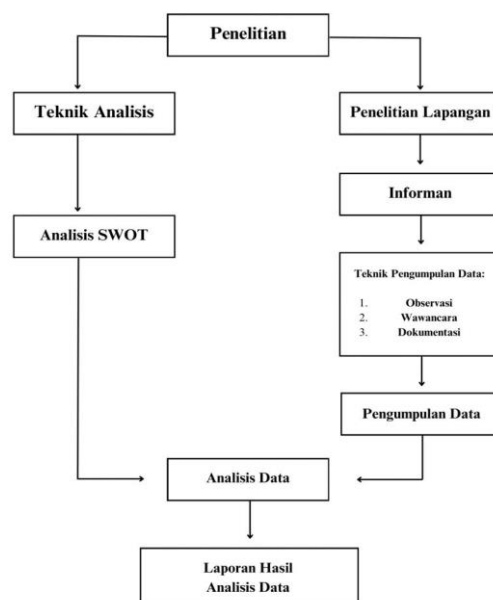 Penelitian
Teknik Analisis
Penelitian Lapangan
Informan
Analisis SWOT
Teknik Pengumpulan Data:
1. Observasi
2. Wawancara
3. Dokumentasi
Pengumpulan Data
Analisis Data
Laporan Hasil
Analisis Data